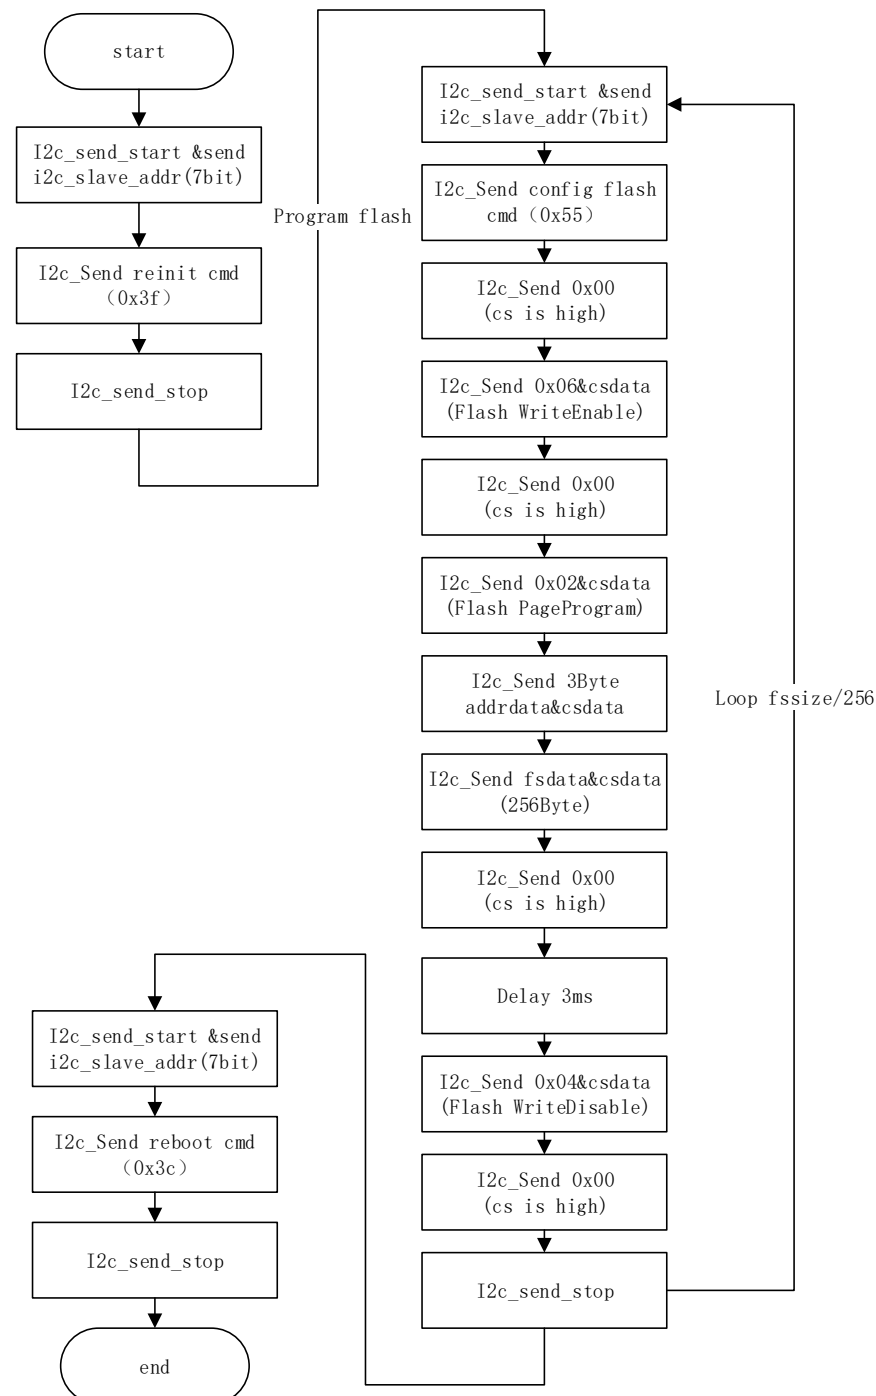 start
I2c_send_start &send
i2c_slave_addr(7bit)
I2c_Send reinit cmd
（0x3f）
I2c_send_stop
Program flash
I2c_send_start &send
i2c_slave_addr(7bit)
I2c_Send config flash
cmd（0x55）
I2c_Send 0x00
(cs is high)
I2c_Send 0x06&csdata
(Flash WriteEnable)
I2c_Send 0x00
(cs is high)
I2c_Send 0x02&csdata
(Flash PageProgram)
I2c_Send 3Byte
addrdata&csdata
I2c_Send fsdata&csdata
(256Byte)
I2c_Send 0x00
(cs is high)
Delay 3ms
I2c_Send 0x04&csdata
(Flash WriteDisable)
I2c_Send 0x00
(cs is high)
I2c_send_stop
Loop fssize/256
I2c_send_start &send
i2c_slave_addr(7bit)
I2c_Send reboot cmd
（0x3c）
I2c_send_stop
end